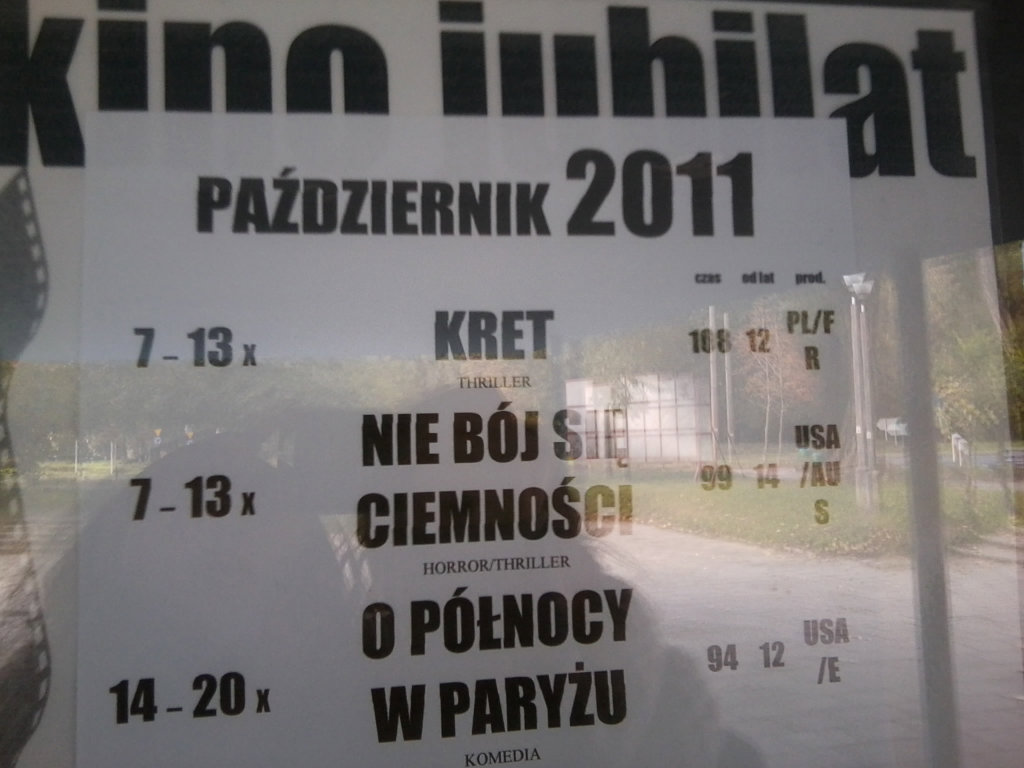 kino jubilat
PAŹDZIERNIK 2011
czas od lat prod.
7 – 13 X KRET 108 12 PL/F
R
THRILLER
NIE BÓJ SIĘ
CIEMNOŚCI
7 – 13 X 99 14 USA
/AU
S
HORROR/THRILLER
O PÓŁNOCY
W PARYŻU
14 – 20 X 94 12 USA
/E
KOMEDIA